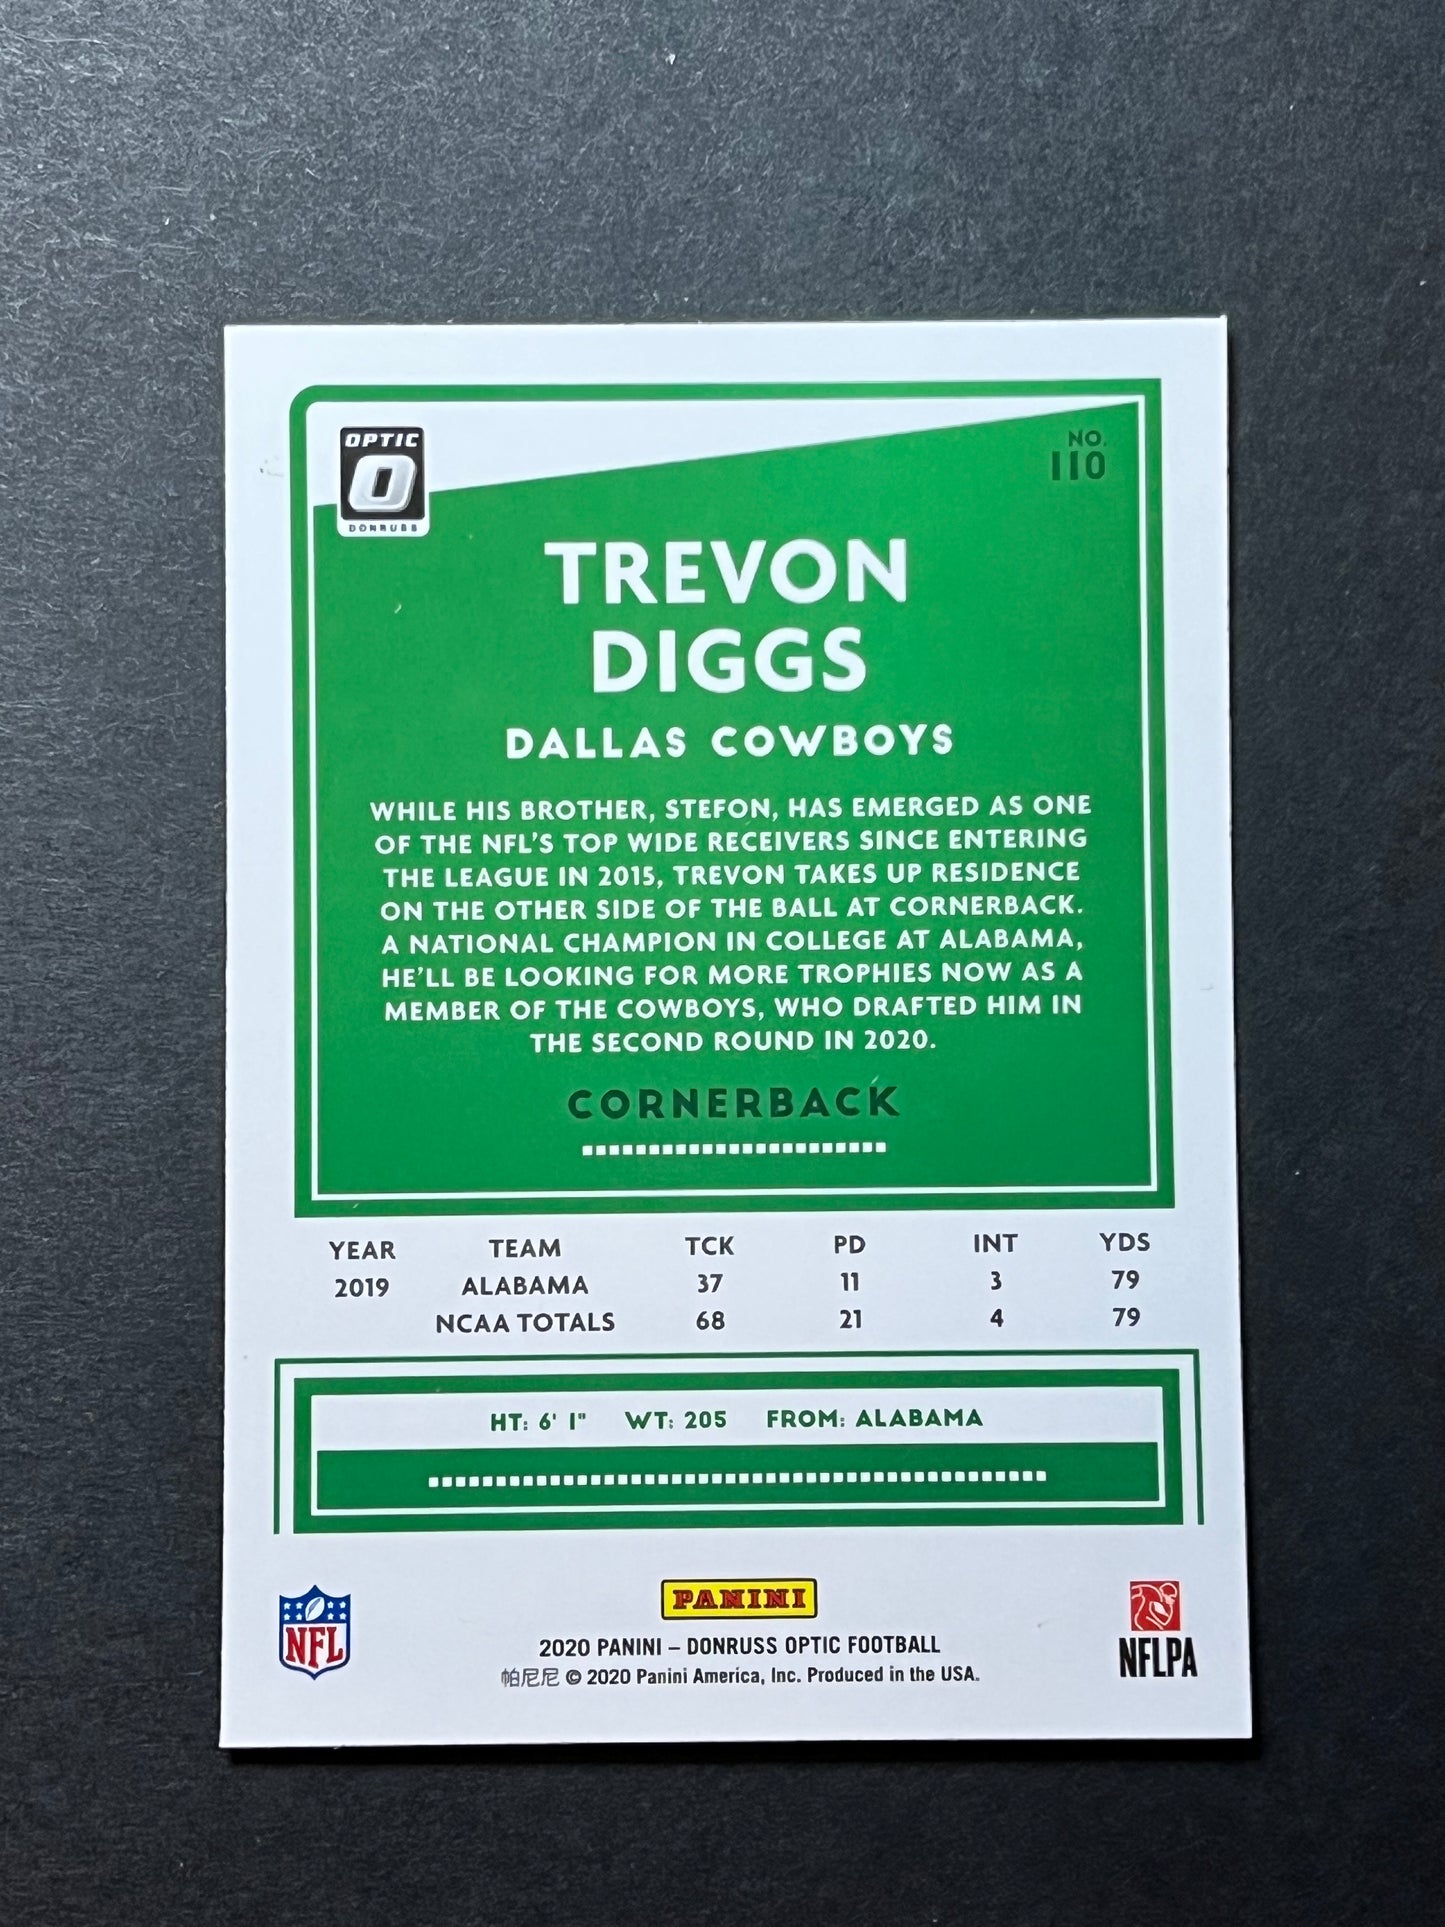 OPTIC
O
DONRUSS
NO.
110
TREVON
DIGGS
DALLAS COWBOYS
WHILE HIS BROTHER, STEFON, HAS EMERGED AS ONE
OF THE NFL'S TOP WIDE RECEIVERS SINCE ENTERING
THE LEAGUE IN 2015, TREVON TAKES UP RESIDENCE
ON THE OTHER SIDE OF THE BALL AT CORNERBACK.
A NATIONAL CHAMPION IN COLLEGE AT ALABAMA,
HE'LL BE LOOKING FOR MORE TROPHIES NOW AS A
MEMBER OF THE COWBOYS, WHO DRAFTED HIM IN
THE SECOND ROUND IN 2020.
CORNERBACK
YEAR TEAM TCK PD INT YDS
2019 ALABAMA 37 11 3 79
NCAA TOTALS 68 21 4 79
HT: 6' 1" WT: 205 FROM: ALABAMA
NFL
PANINI
2020 PANINI – DONRUSS OPTIC FOOTBALL
帕尼尼 © 2020 Panini America, Inc. Produced in the USA.
NFLPA